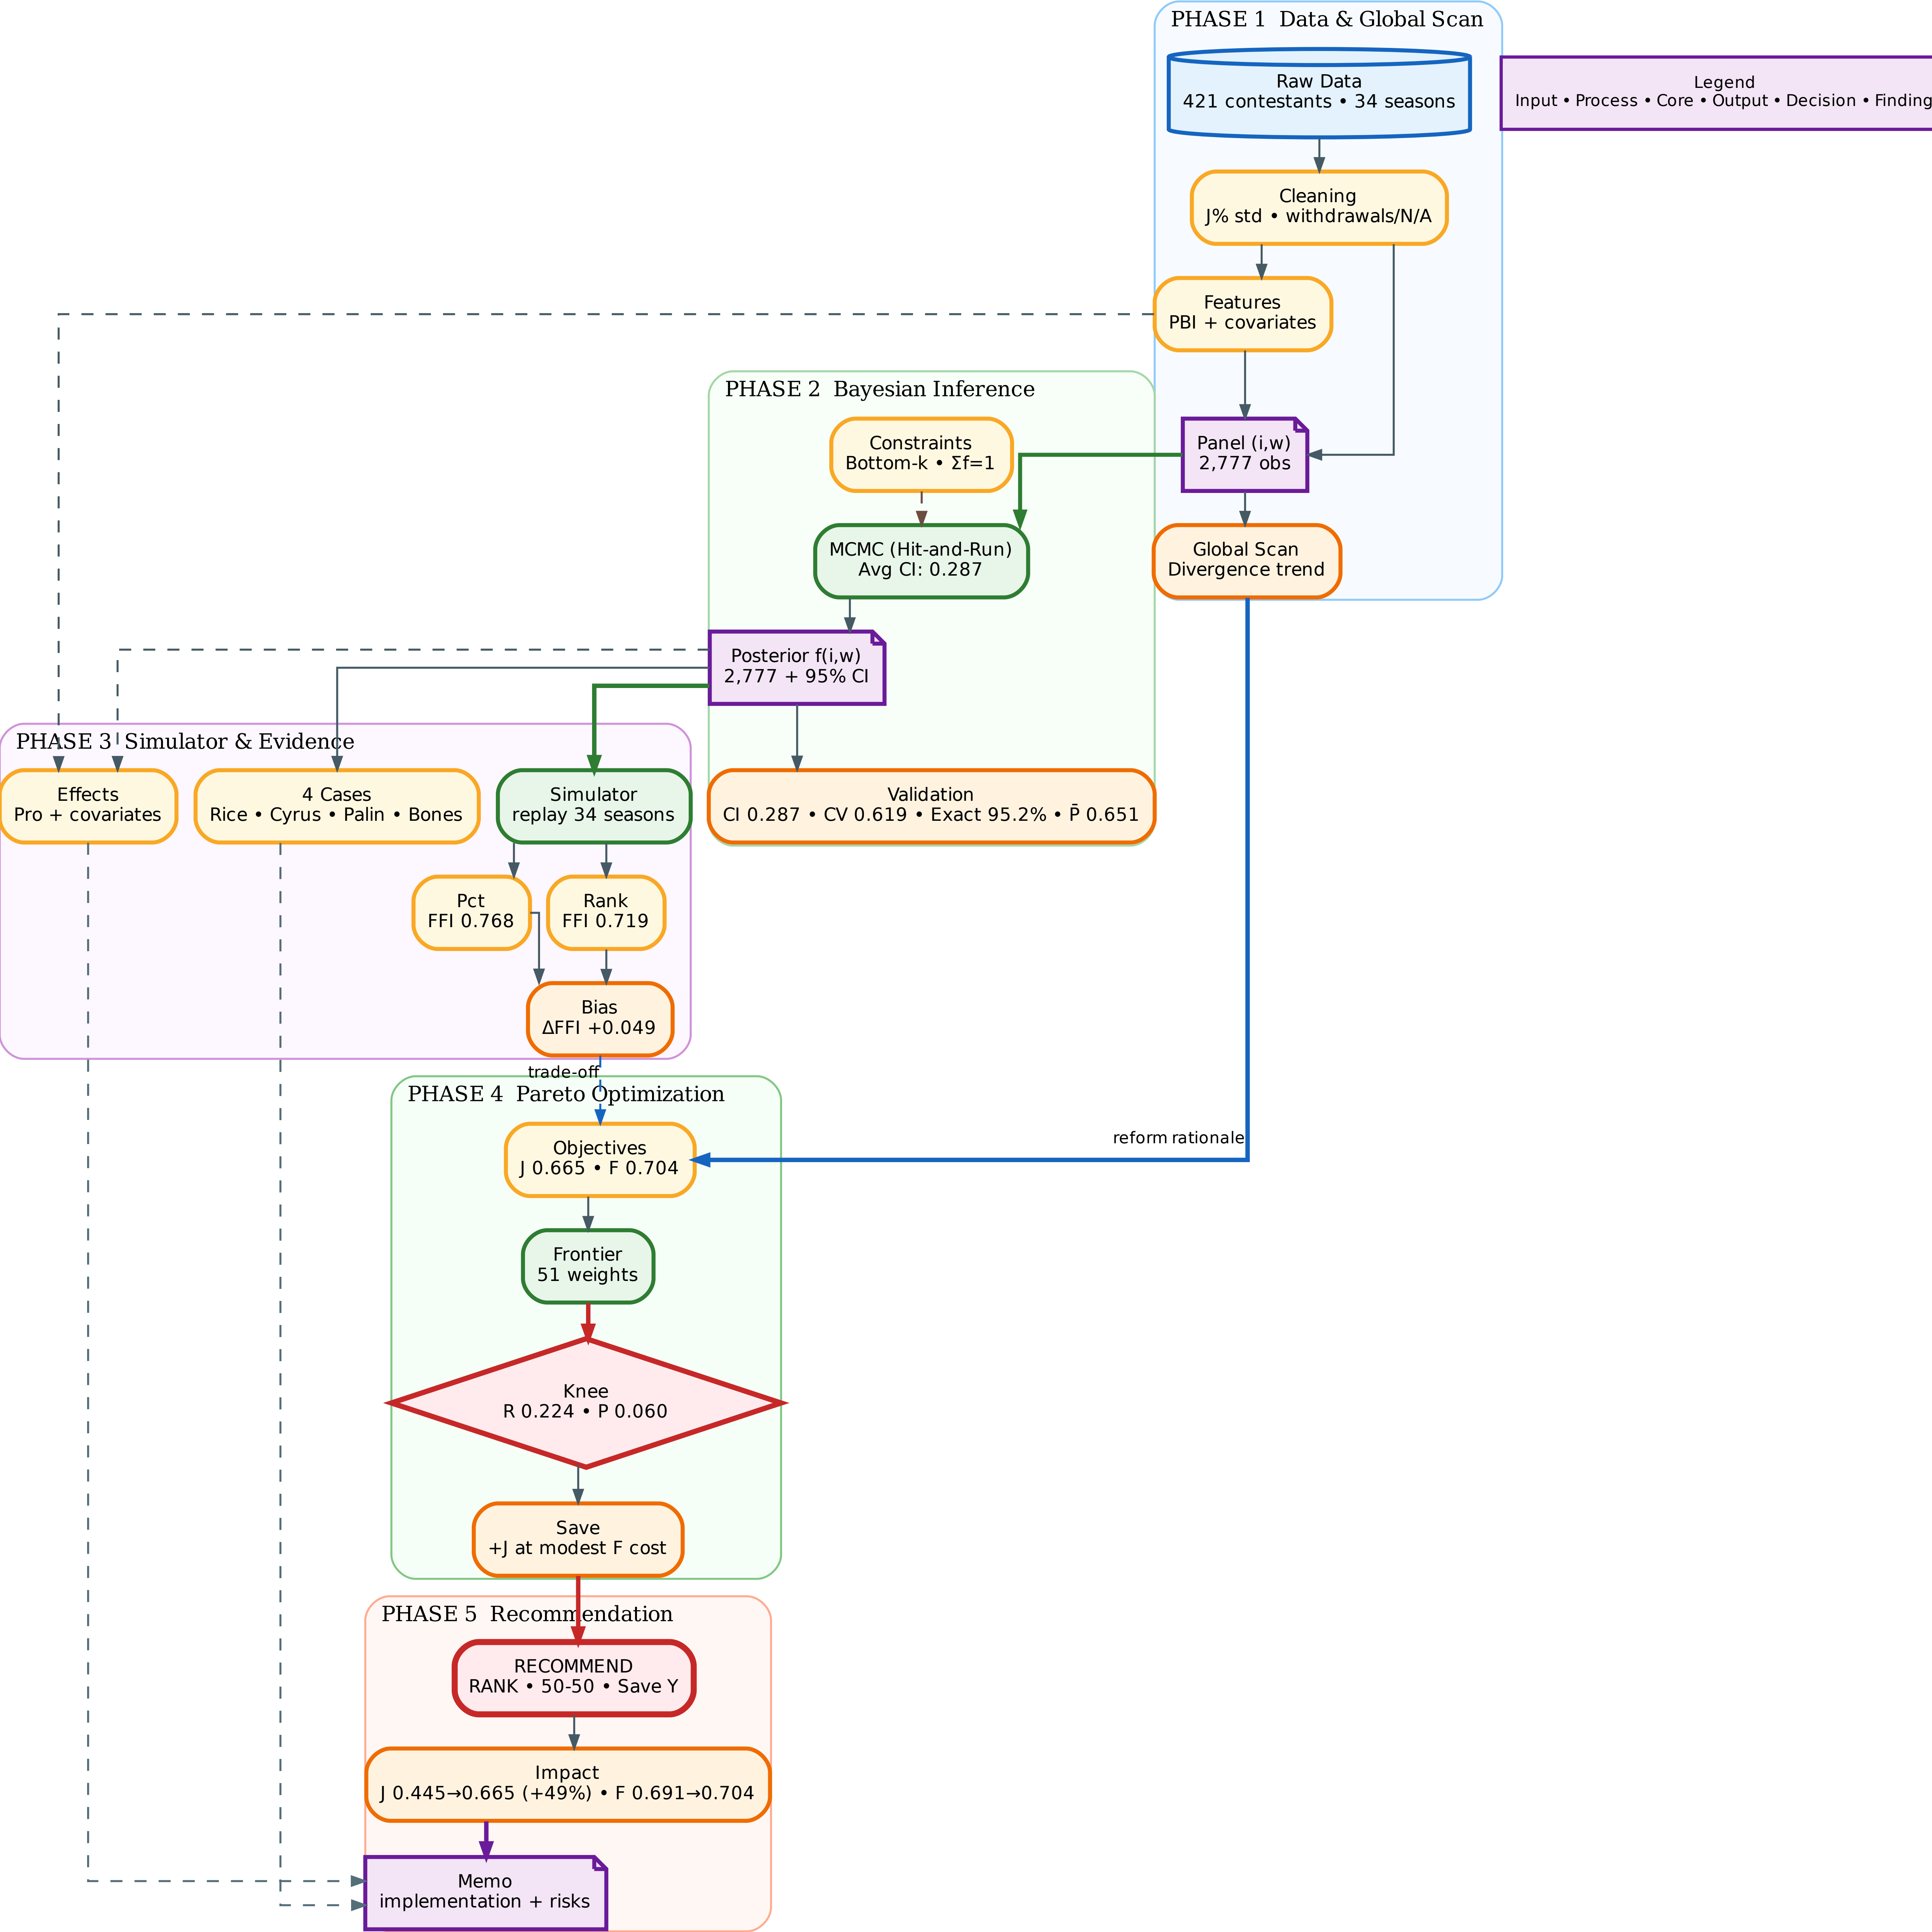 PHASE 1  Data & Global Scan
Raw Data
421 contestants • 34 seasons
Legend
Input • Process • Core • Output • Decision • Finding
Cleaning
J% std • withdrawals/N/A
Features
PBI + covariates
Panel (i,w)
2,777 obs
Global Scan
Divergence trend
PHASE 2  Bayesian Inference
Constraints
Bottom-k • Σf=1
MCMC (Hit-and-Run)
Avg CI: 0.287
Posterior f(i,w)
2,777 + 95% CI
Validation
CI 0.287 • CV 0.619 • Exact 95.2% • P̄ 0.651
PHASE 3  Simulator & Evidence
Effects
Pro + covariates
4 Cases
Rice • Cyrus • Palin • Bones
Simulator
replay 34 seasons
Pct
FFI 0.768
Rank
FFI 0.719
Bias
ΔFFI +0.049
trade-off
PHASE 4  Pareto Optimization
Objectives
J 0.665 • F 0.704
reform rationale
Frontier
51 weights
Knee
R 0.224 • P 0.060
Save
+J at modest F cost
PHASE 5  Recommendation
RECOMMEND
RANK • 50-50 • Save Y
Impact
J 0.445→0.665 (+49%) • F 0.691→0.704
Memo
implementation + risks